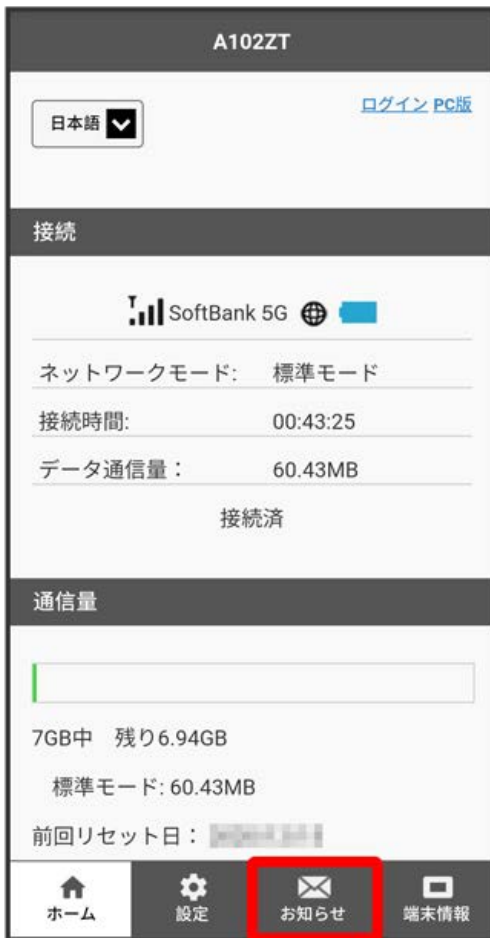 A102ZT
日本語
ログイン PC版
接続
SoftBank 5G
ネットワークモード: 標準モード
接続時間: 00:43:25
データ通信量： 60.43MB
接続済
通信量
7GB中　残り6.94GB
標準モード: 60.43MB
前回リセット日：
ホーム 設定 お知らせ 端末情報